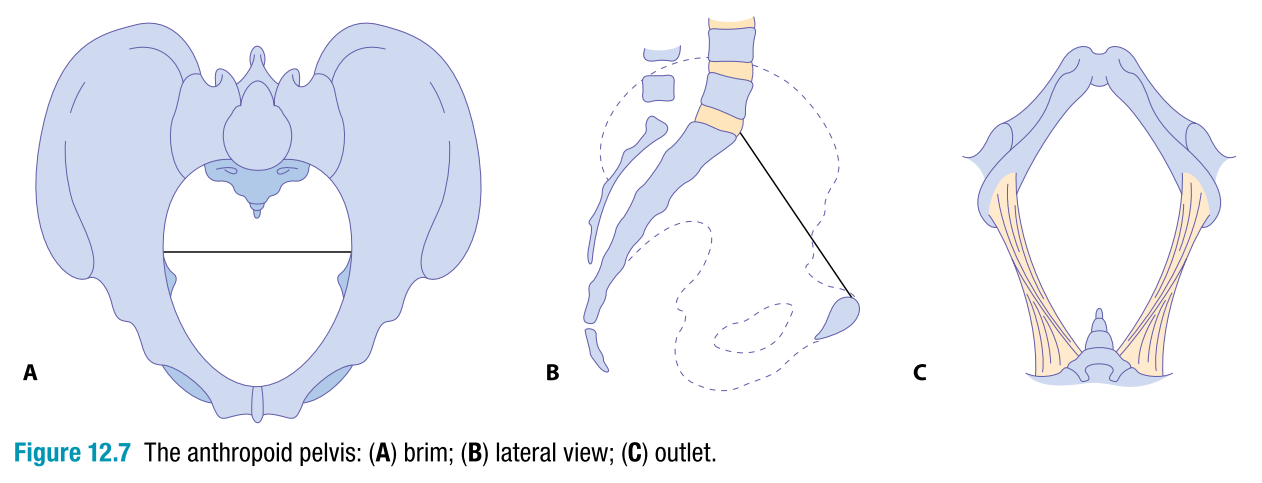 A
B
C
Figure 12.7 The anthropoid pelvis: (A) brim; (B) lateral view; (C) outlet.